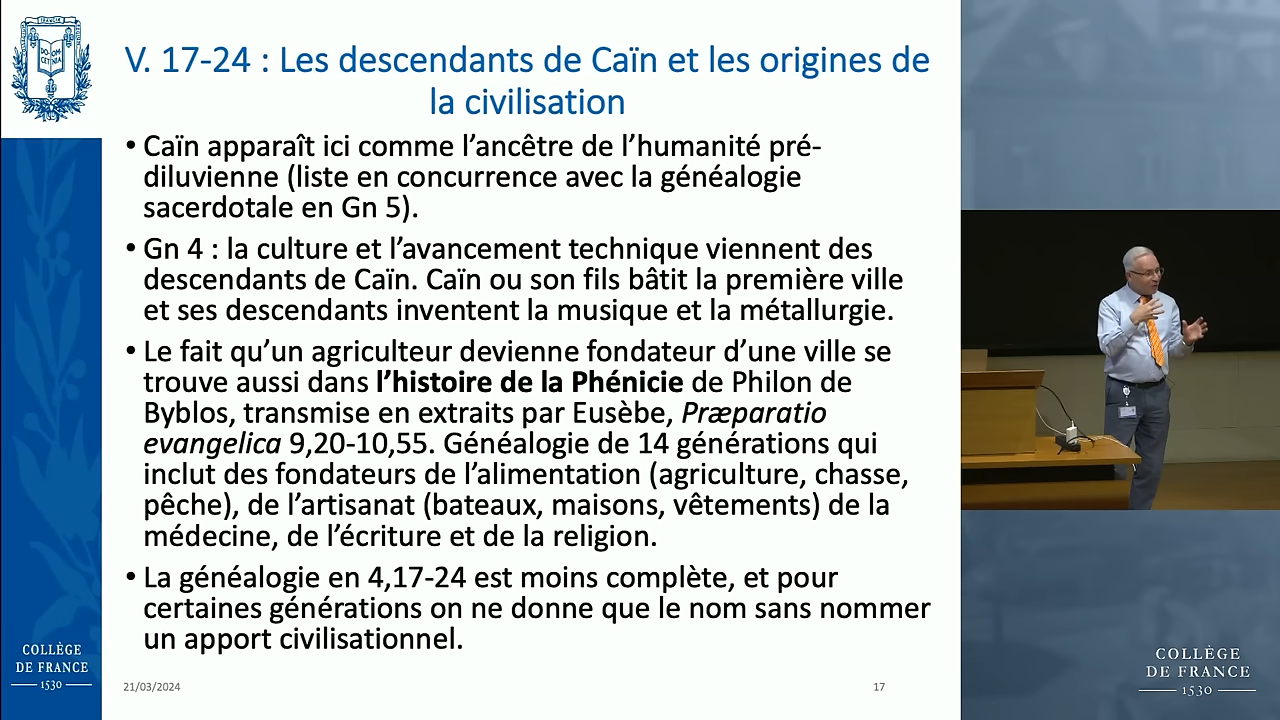 V. 17-24 : Les descendants de Caïn et les origines de
la civilisation
• Caïn apparaît ici comme l’ancêtre de l’humanité pré-
diluvienne (liste en concurrence avec la généalogie
sacerdotale en Gn 5).
• Gn 4 : la culture et l’avancement technique viennent des
descendants de Caïn. Caïn ou son fils bâtit la première ville
et ses descendants inventent la musique et la métallurgie.
• Le fait qu’un agriculteur devienne fondateur d’une ville se
trouve aussi dans l’histoire de la Phénicie de Philon de
Byblos, transmise en extraits par Eusèbe, Præparatio
evangelica 9,20-10,55. Généalogie de 14 générations qui
inclut des fondateurs de l’alimentation (agriculture, chasse,
pêche), de l’artisanat (bateaux, maisons, vêtements) de la
médecine, de l’écriture et de la religion.
• La généalogie en 4,17-24 est moins complète, et pour
certaines générations on ne donne que le nom sans nommer
un apport civilisationnel.
21/03/2024
17
COLLÈGE
DE FRANCE
1530
COLLÈGE
DE FRANCE
1530